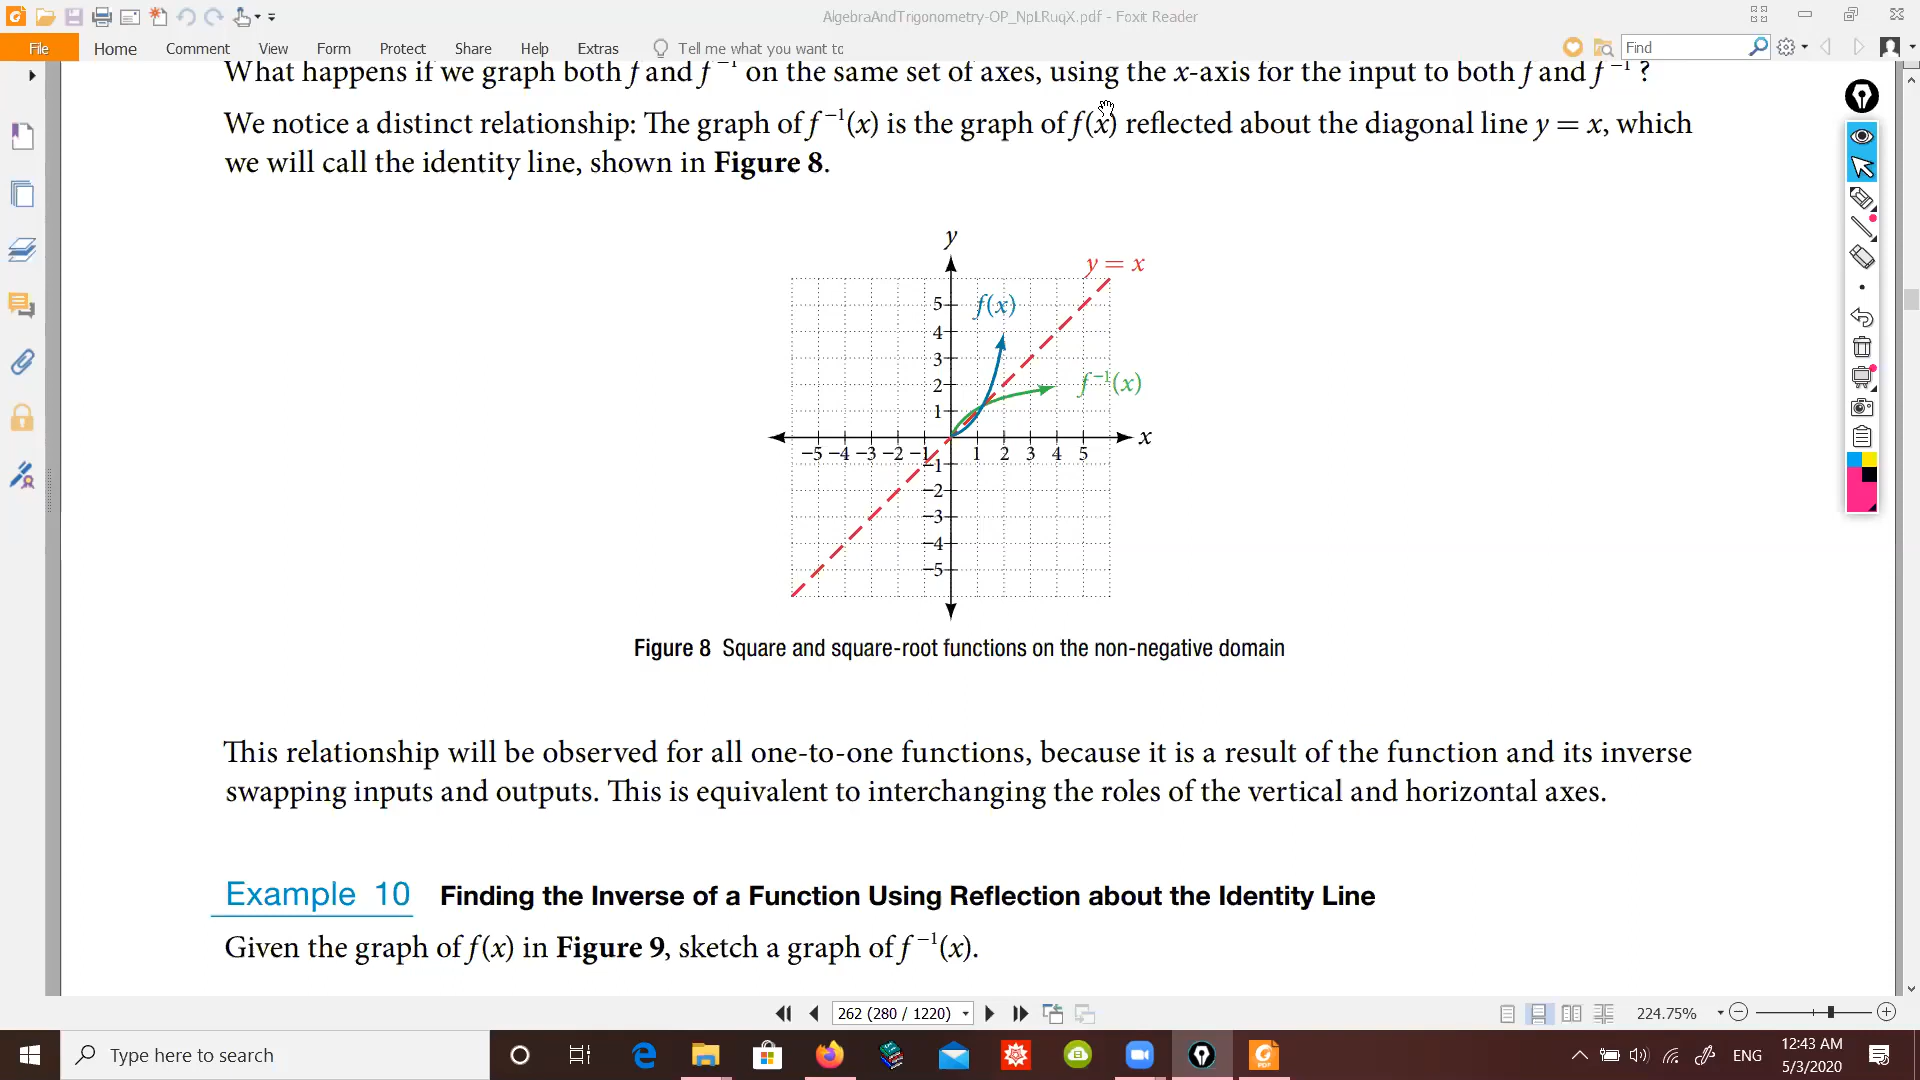 AlgebraAndTrigonometry-OP_NpLRuqX.pdf - Foxit Reader
File Home Comment View Form Protect Share Help Extras Tell me what you want to Find
What happens if we graph both f and f⁻¹ on the same set of axes, using the x-axis for the input to both f and f⁻¹ ?
We notice a distinct relationship: The graph of f⁻¹(x) is the graph of f(x) reflected about the diagonal line y = x, which
we will call the identity line, shown in Figure 8.
y
y = x
f(x)
5
4
3
2
1
f⁻¹(x)
x
−5 −4 −3 −2 −1 1 2 3 4 5
−1
−2
−3
−4
−5
Figure 8 Square and square-root functions on the non-negative domain
This relationship will be observed for all one-to-one functions, because it is a result of the function and its inverse
swapping inputs and outputs. This is equivalent to interchanging the roles of the vertical and horizontal axes.
Example 10 Finding the Inverse of a Function Using Reflection about the Identity Line
Given the graph of f(x) in Figure 9, sketch a graph of f⁻¹(x).
262 (280 / 1220) 224.75%
Type here to search
ENG
12:43 AM
5/3/2020